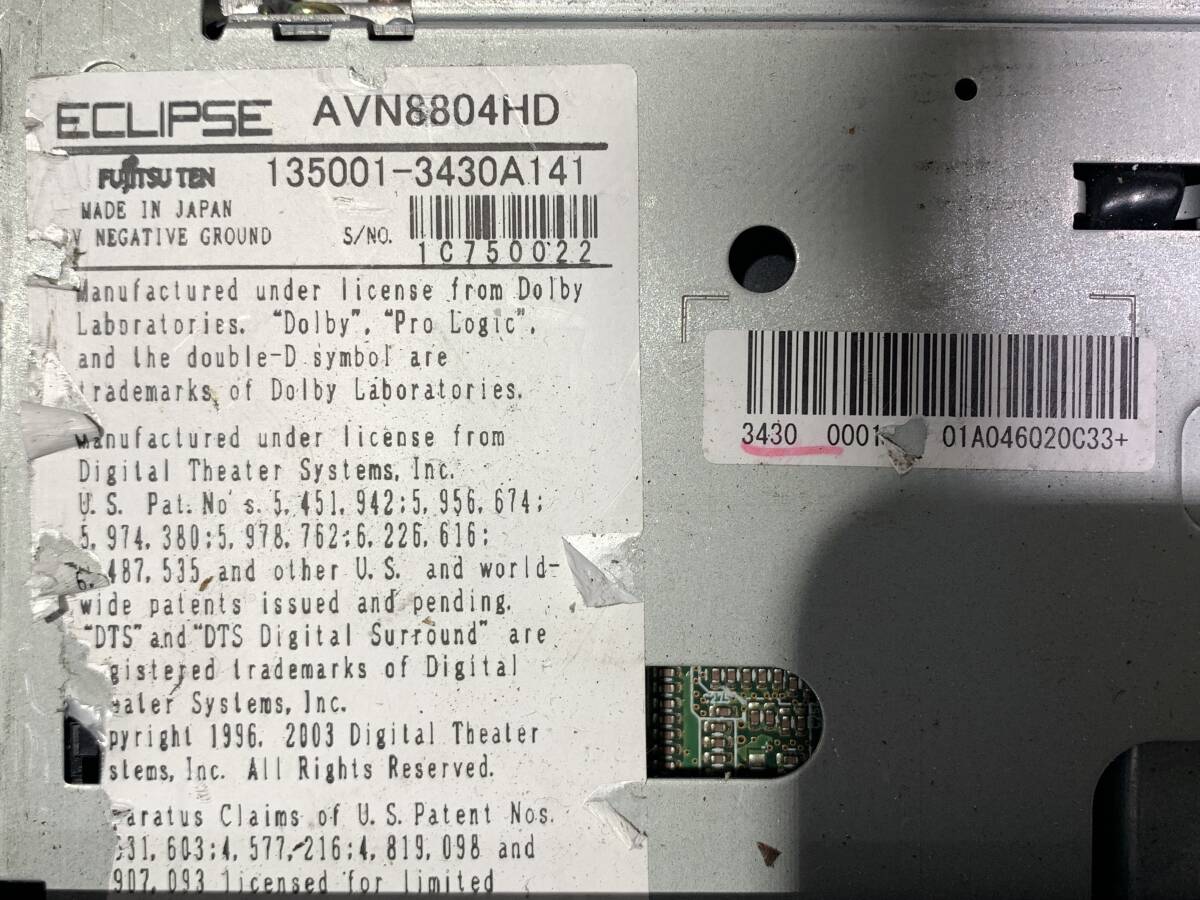 ECLIPSE AVN8804HD
FUJITSU TEN 135001-3430A141
MADE IN JAPAN
V NEGATIVE GROUND S/NO.
1C750022
Manufactured under license from Dolby
Laboratories. "Dolby", "Pro Logic",
and the double-D symbol are
trademarks of Dolby Laboratories.
Manufactured under license from
Digital Theater Systems, Inc.
U.S. Pat. No's. 5,451,942;5,956,674;
5,974,380;5,978,762;6,226,616;
6,487,535 and other U.S. and world-
wide patents issued and pending.
"DTS" and "DTS Digital Surround" are
gistered trademarks of Digital
eater Systems, Inc.
pyright 1996, 2003 Digital Theater
stems, Inc. All Rights Reserved.
aratus Claims of U.S. Patent Nos.
631,603;4,577,216;4,819,098 and
907,093 licensed for limited
3430 0001 01A046020C33+